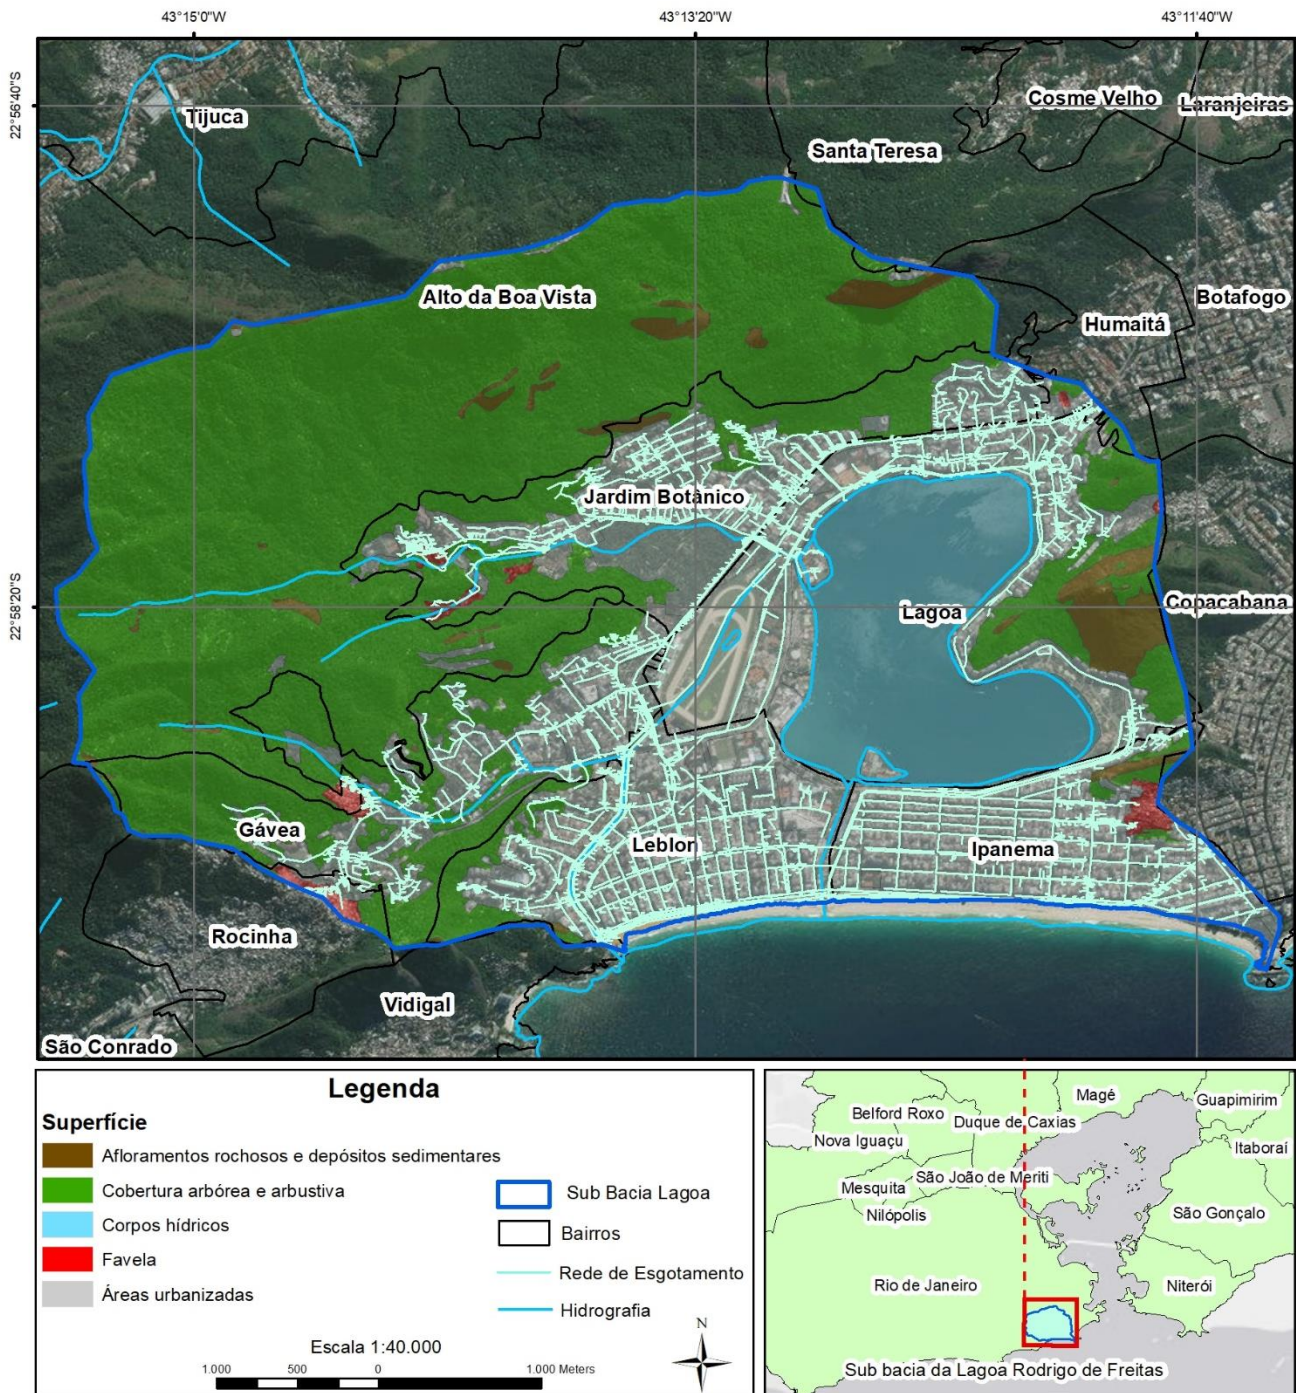 43°15'0"W
43°13'20"W
43°11'40"W
22°56'40"S
22°58'20"S
Tijuca
Cosme Velho
Laranjeiras
Santa Teresa
Alto da Boa Vista
Botafogo
Humaitá
Jardim Botânico
Lagoa
Copacabana
Gávea
Leblon
Ipanema
Rocinha
Vidigal
São Conrado
Legenda
Superfície
Afloramentos rochosos e depósitos sedimentares
Cobertura arbórea e arbustiva
Corpos hídricos
Favela
Áreas urbanizadas
Sub Bacia Lagoa
Bairros
Rede de Esgotamento
Hidrografia
Escala 1:40.000
1.000 500 0 1.000 Meters
N
Magé
Guapimirim
Belford Roxo
Duque de Caxias
Nova Iguaçu
Itaboraí
São João de Meriti
Mesquita
Nilópolis
São Gonçalo
Rio de Janeiro
Niterói
Sub bacia da Lagoa Rodrigo de Freitas